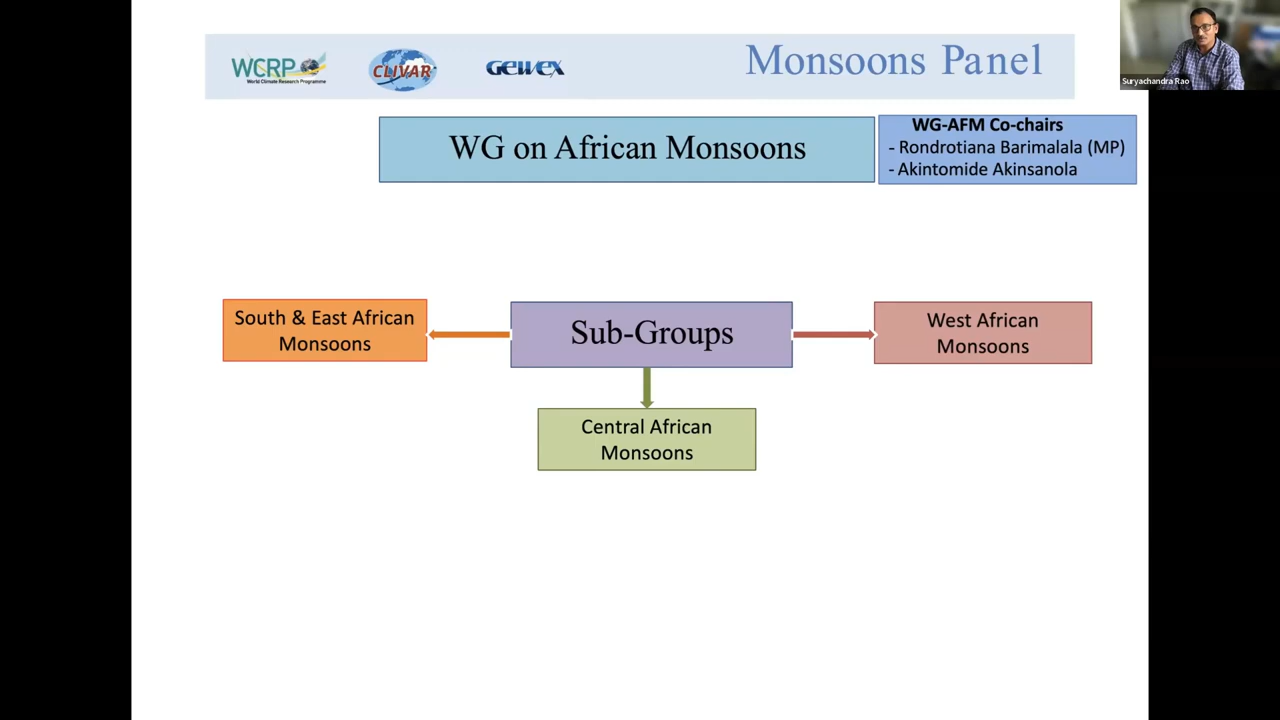 WCRP
World Climate Research Programme
CLIVAR
GEWEX
Monsoons Panel
Suryachandra Rao
WG on African Monsoons
WG-AFM Co-chairs
- Rondrotiana Barimalala (MP)
- Akintomide Akinsanola
South & East African
Monsoons
Sub-Groups
West African
Monsoons
Central African
Monsoons